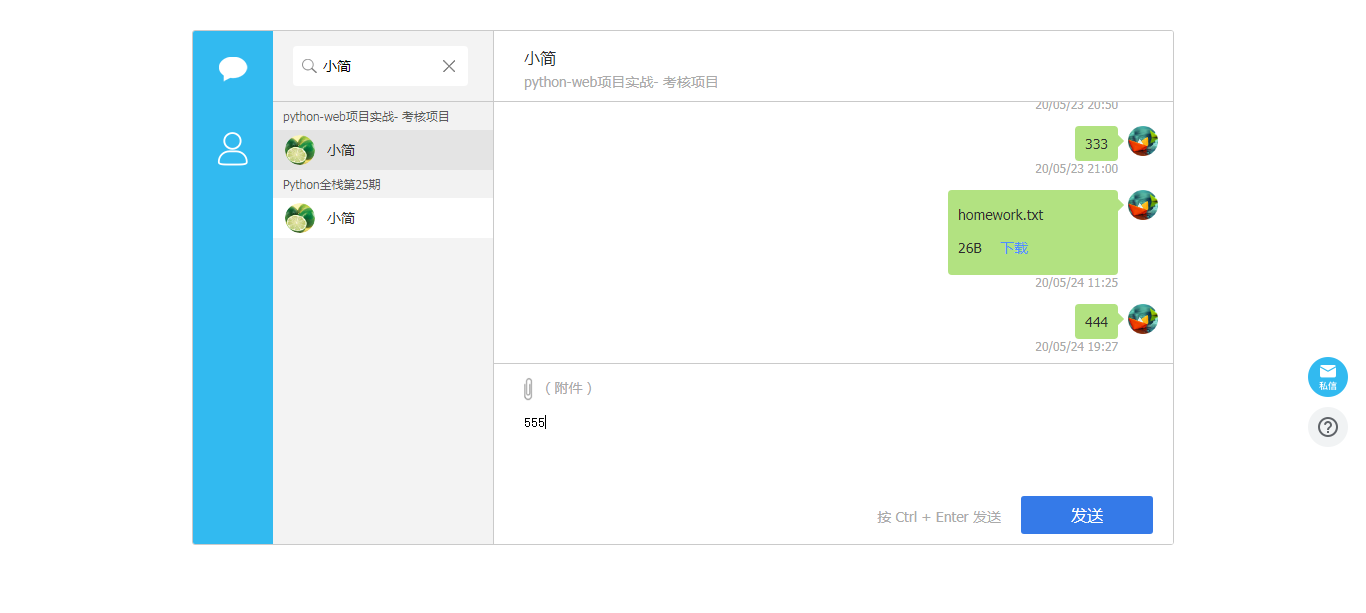 小简
python-web项目实战- 考核项目
小简
Python全栈第25期
小简
小简
python-web项目实战- 考核项目
20/05/23 20:50
333
20/05/23 21:00
homework.txt
26B 下载
20/05/24 11:25
444
20/05/24 19:27
（附件）
555
按 Ctrl + Enter 发送
发送
私信